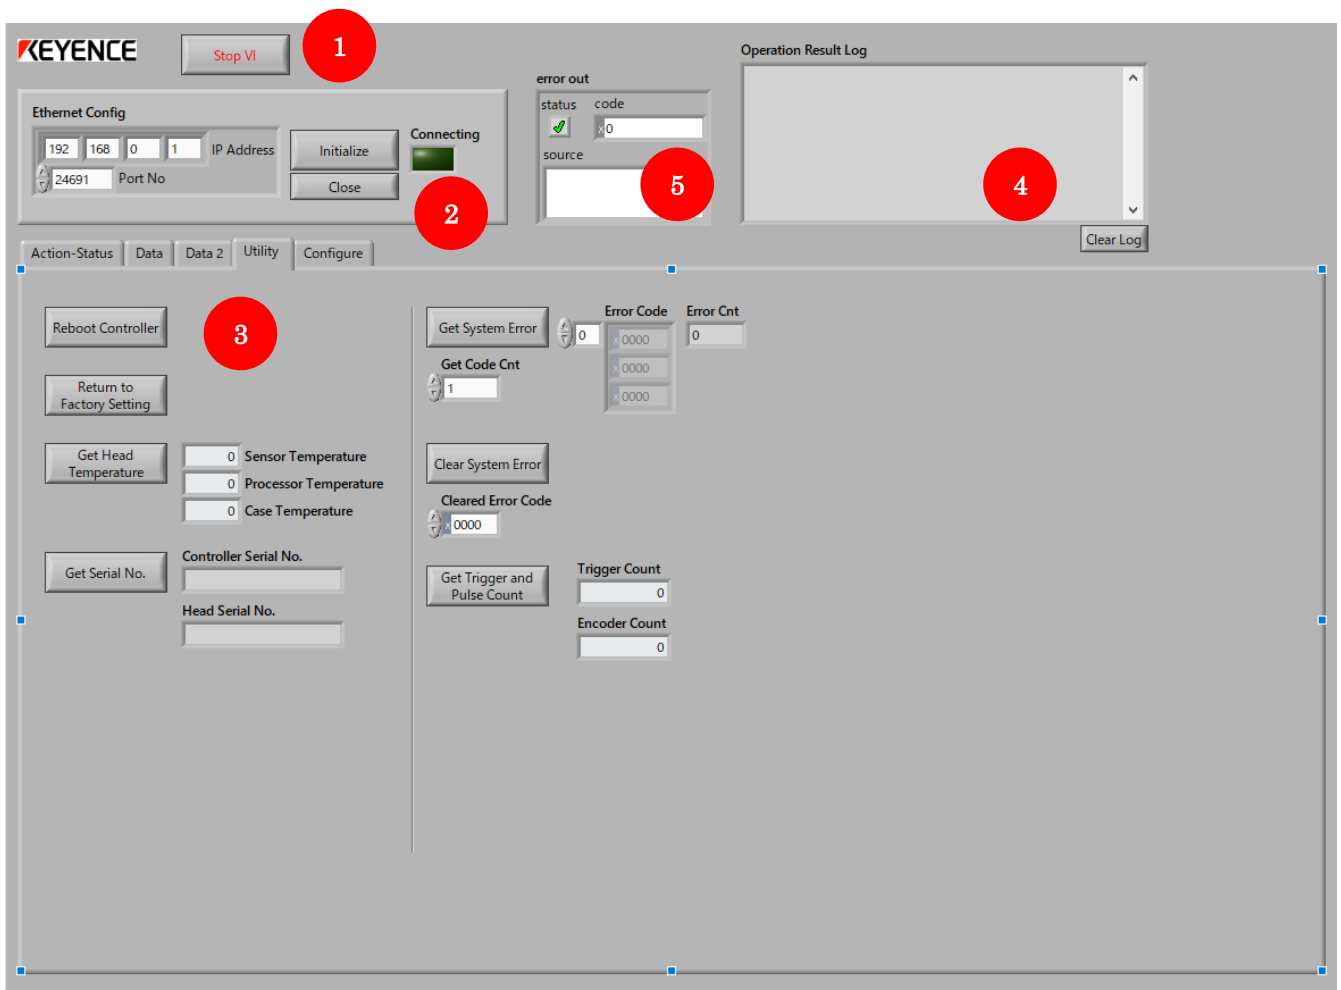 KEYENCE
Stop VI
1
Operation Result Log
error out
status code
x0
source
5
4
Clear Log
Ethernet Config
192 168 0 1 IP Address
24691 Port No
Initialize
Close
Connecting
2
Action-Status Data Data 2 Utility Configure
Reboot Controller
3
Return to
Factory Setting
Get Head
Temperature
0 Sensor Temperature
0 Processor Temperature
0 Case Temperature
Get Serial No.
Controller Serial No.
Head Serial No.
Get System Error
0
Error Code
x 0000
x 0000
x 0000
Error Cnt
0
Get Code Cnt
1
Clear System Error
Cleared Error Code
x 0000
Get Trigger and
Pulse Count
Trigger Count
0
Encoder Count
0